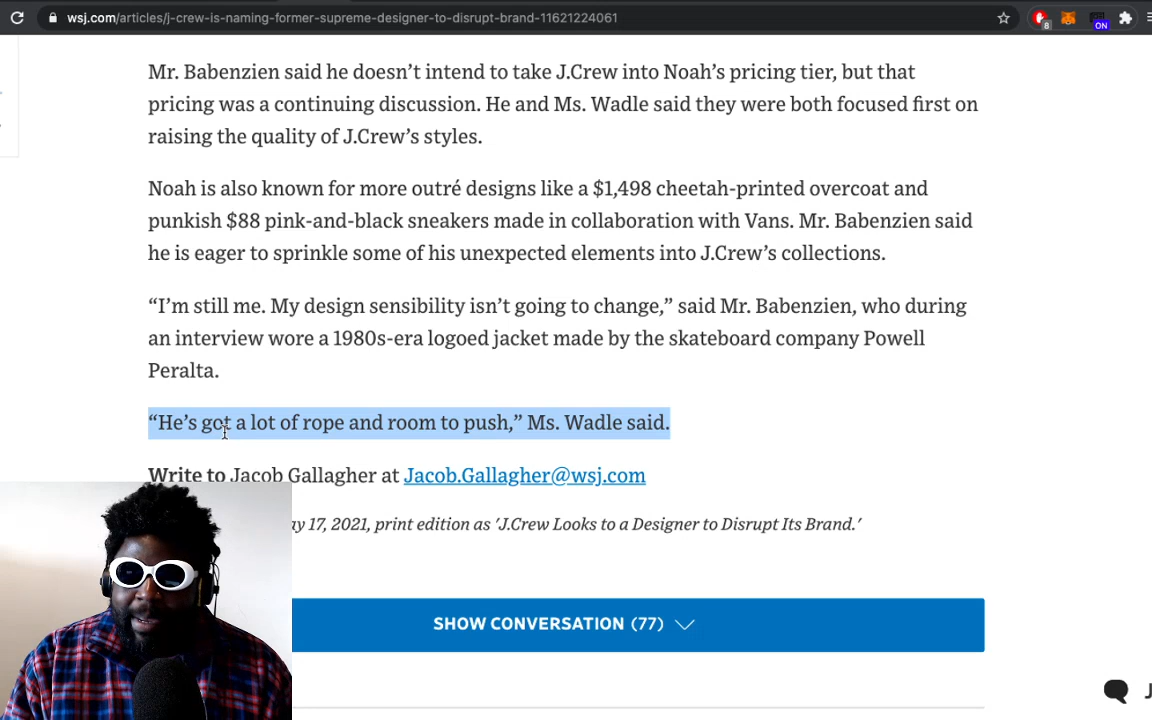 wsj.com/articles/j-crew-is-naming-former-supreme-designer-to-disrupt-brand-11621224061
8
ON
Mr. Babenzien said he doesn’t intend to take J.Crew into Noah’s pricing tier, but that
pricing was a continuing discussion. He and Ms. Wadle said they were both focused first on
raising the quality of J.Crew’s styles.
Noah is also known for more outré designs like a $1,498 cheetah-printed overcoat and
punkish $88 pink-and-black sneakers made in collaboration with Vans. Mr. Babenzien said
he is eager to sprinkle some of his unexpected elements into J.Crew’s collections.
“I’m still me. My design sensibility isn’t going to change,” said Mr. Babenzien, who during
an interview wore a 1980s-era logoed jacket made by the skateboard company Powell
Peralta.
“He’s got a lot of rope and room to push,” Ms. Wadle said.
Write to Jacob Gallagher at Jacob.Gallagher@wsj.com
ay 17, 2021, print edition as 'J.Crew Looks to a Designer to Disrupt Its Brand.'
SHOW CONVERSATION (77)
J